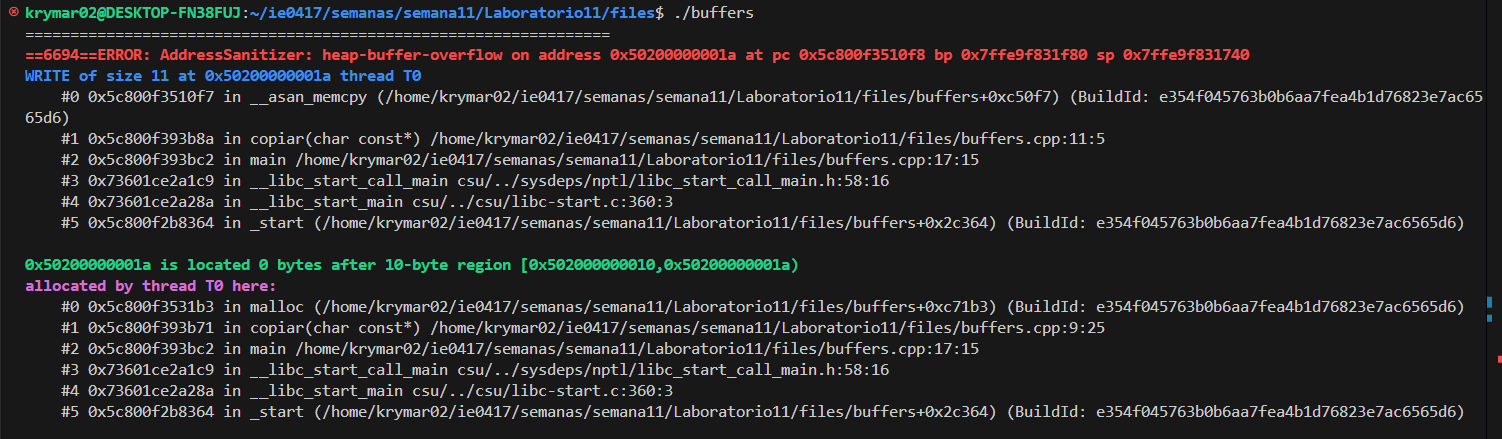 krymar02@DESKTOP-FN38FUJ:~/ie0417/semanas/semana11/Laboratorio11/files$ ./buffers
=================================================================
==6694==ERROR: AddressSanitizer: heap-buffer-overflow on address 0x50200000001a at pc 0x5c800f3510f8 bp 0x7ffe9f831f80 sp 0x7ffe9f831740
WRITE of size 11 at 0x50200000001a thread T0
    #0 0x5c800f3510f7 in __asan_memcpy (/home/krymar02/ie0417/semanas/semana11/Laboratorio11/files/buffers+0xc50f7) (BuildId: e354f045763b0b6aa7fea4b1d76823e7ac65
65d6)
    #1 0x5c800f393b8a in copiar(char const*) /home/krymar02/ie0417/semanas/semana11/Laboratorio11/files/buffers.cpp:11:5
    #2 0x5c800f393bc2 in main /home/krymar02/ie0417/semanas/semana11/Laboratorio11/files/buffers.cpp:17:15
    #3 0x73601ce2a1c9 in __libc_start_call_main csu/../sysdeps/nptl/libc_start_call_main.h:58:16
    #4 0x73601ce2a28a in __libc_start_main csu/../csu/libc-start.c:360:3
    #5 0x5c800f2b8364 in _start (/home/krymar02/ie0417/semanas/semana11/Laboratorio11/files/buffers+0x2c364) (BuildId: e354f045763b0b6aa7fea4b1d76823e7ac6565d6)

0x50200000001a is located 0 bytes after 10-byte region [0x502000000010,0x50200000001a)
allocated by thread T0 here:
    #0 0x5c800f3531b3 in malloc (/home/krymar02/ie0417/semanas/semana11/Laboratorio11/files/buffers+0xc71b3) (BuildId: e354f045763b0b6aa7fea4b1d76823e7ac6565d6)
    #1 0x5c800f393b71 in copiar(char const*) /home/krymar02/ie0417/semanas/semana11/Laboratorio11/files/buffers.cpp:9:25
    #2 0x5c800f393bc2 in main /home/krymar02/ie0417/semanas/semana11/Laboratorio11/files/buffers.cpp:17:15
    #3 0x73601ce2a1c9 in __libc_start_call_main csu/../sysdeps/nptl/libc_start_call_main.h:58:16
    #4 0x73601ce2a28a in __libc_start_main csu/../csu/libc-start.c:360:3
    #5 0x5c800f2b8364 in _start (/home/krymar02/ie0417/semanas/semana11/Laboratorio11/files/buffers+0x2c364) (BuildId: e354f045763b0b6aa7fea4b1d76823e7ac6565d6)